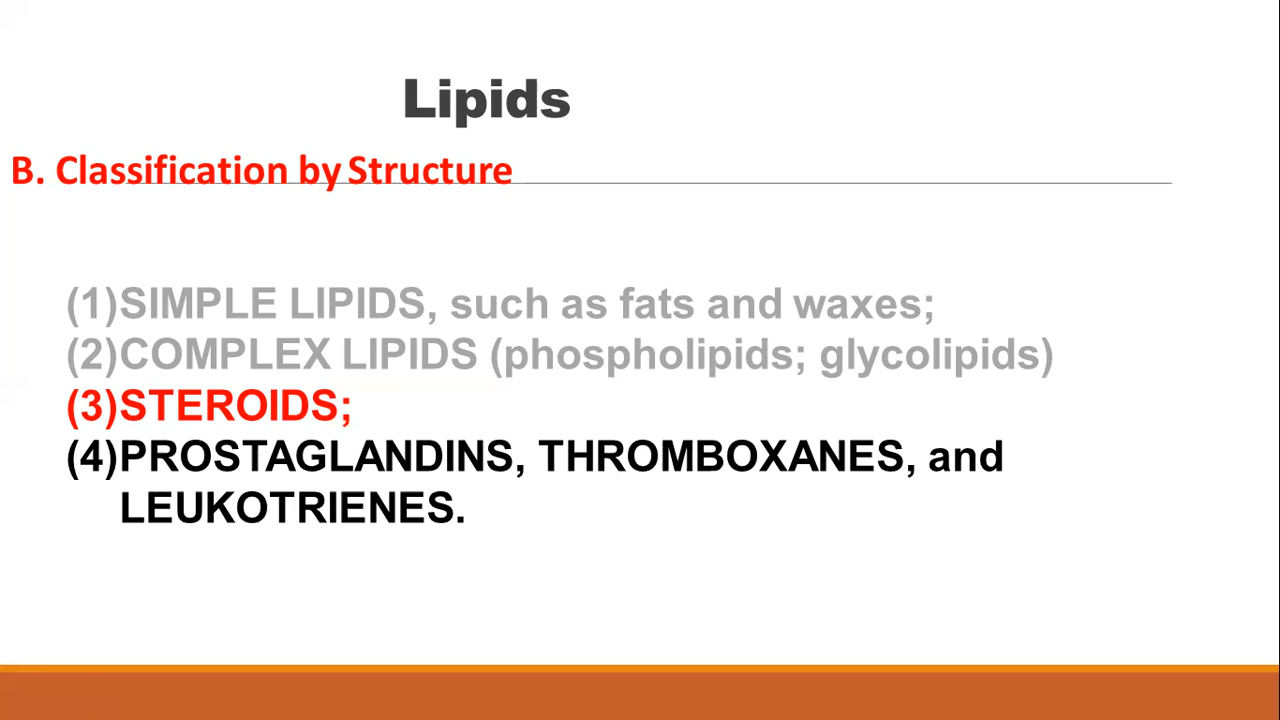 Lipids
B. Classification by Structure
(1)SIMPLE LIPIDS, such as fats and waxes;
(2)COMPLEX LIPIDS (phospholipids; glycolipids)
(3)STEROIDS;
(4)PROSTAGLANDINS, THROMBOXANES, and
LEUKOTRIENES.